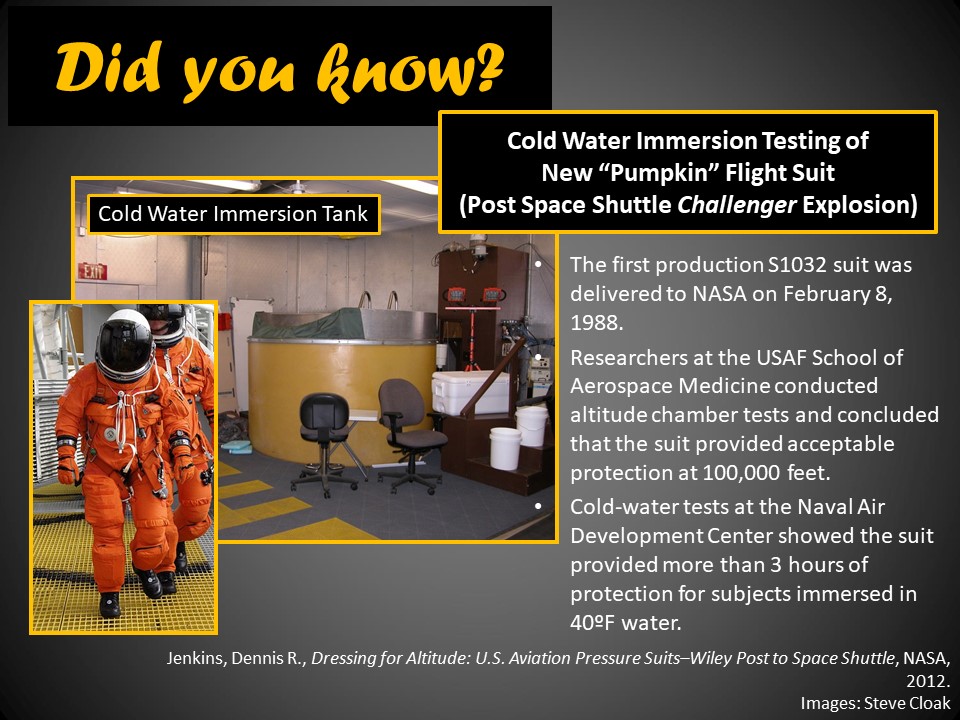 Did you know?
Cold Water Immersion Testing of
New “Pumpkin” Flight Suit
(Post Space Shuttle Challenger Explosion)
Cold Water Immersion Tank
EXIT
• The first production S1032 suit was
delivered to NASA on February 8,
1988.
• Researchers at the USAF School of
Aerospace Medicine conducted
altitude chamber tests and concluded
that the suit provided acceptable
protection at 100,000 feet.
• Cold-water tests at the Naval Air
Development Center showed the suit
provided more than 3 hours of
protection for subjects immersed in
40ºF water.
Jenkins, Dennis R., Dressing for Altitude: U.S. Aviation Pressure Suits–Wiley Post to Space Shuttle, NASA,
2012.
Images: Steve Cloak